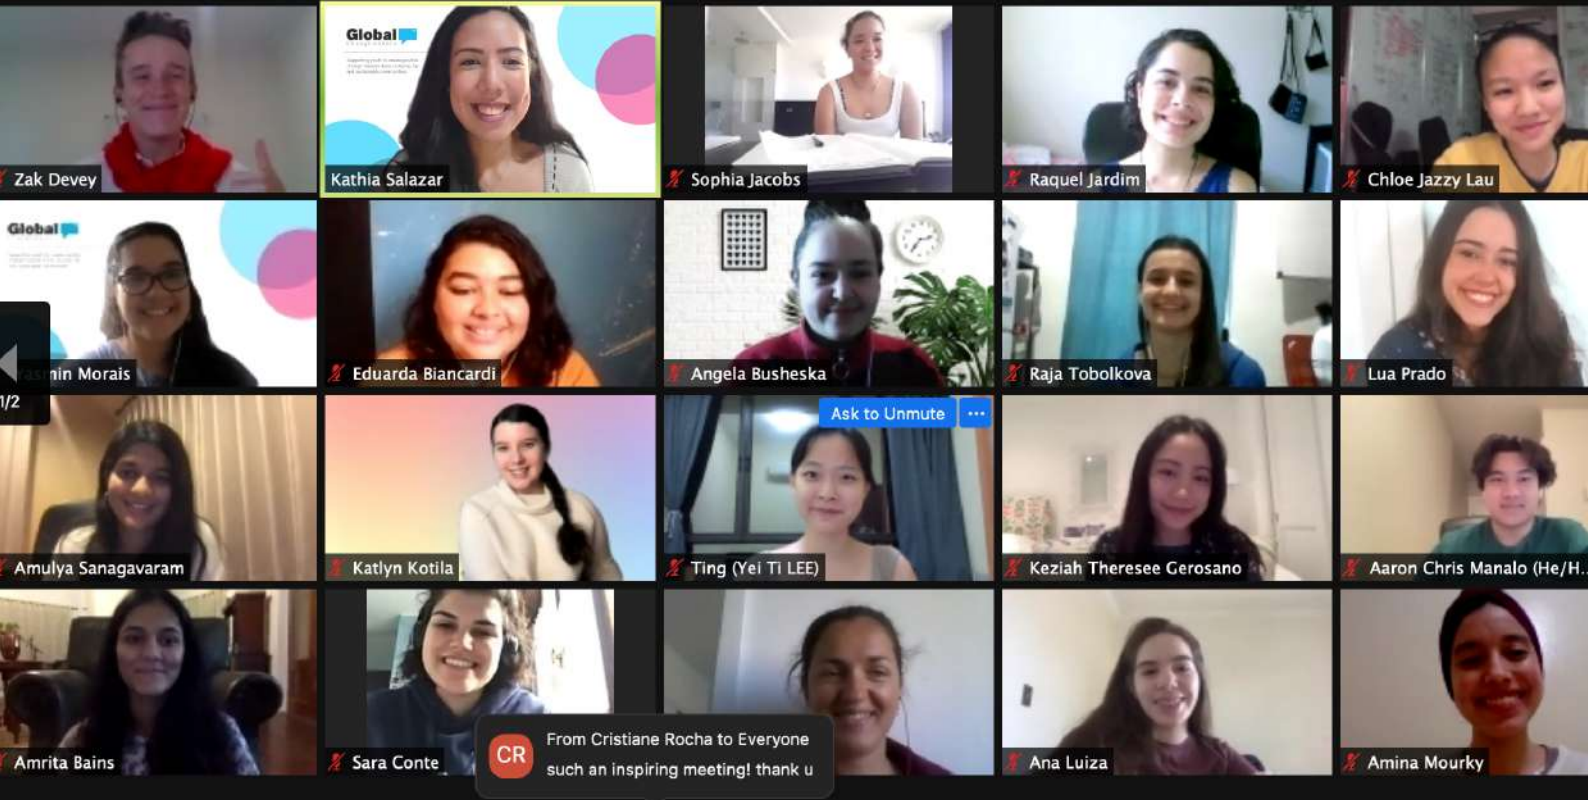 Global
Zak Devey
Kathia Salazar
Sophia Jacobs
Raquel Jardim
Chloe Jazzy Lau
Global
Morais
Eduarda Biancardi
Angela Busheska
Raja Tobolkova
Lua Prado
1/2
Ask to Unmute
...
Amulya Sanagavaram
Katlyn Kotila
Ting (Yei Ti LEE)
Keziah Theresee Gerosano
Aaron Chris Manalo (He/H...
Amrita Bains
Sara Conte
CR
From Cristiane Rocha to Everyone
such an inspiring meeting! thank u
Ana Luiza
Amina Mourky